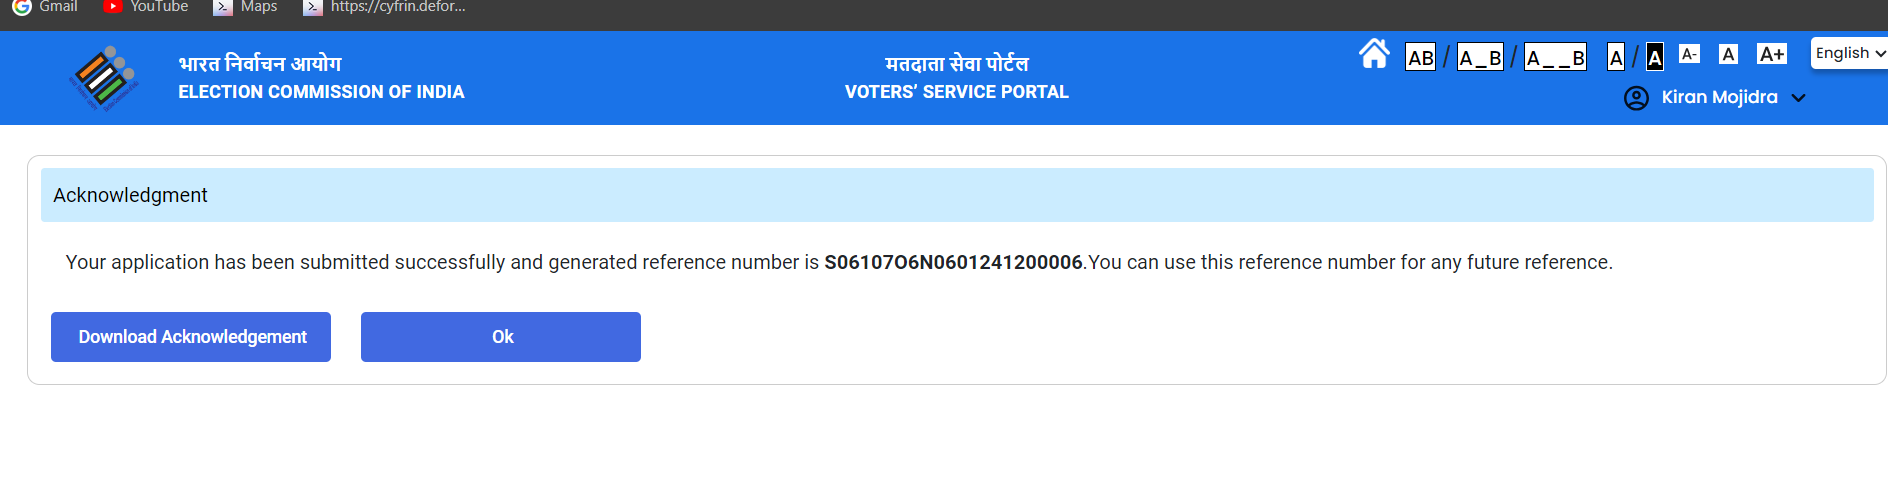 Gmail YouTube Maps https://cyfrin.defor...
भारत निर्वाचन आयोग
ELECTION COMMISSION OF INDIA
मतदाता सेवा पोर्टल
VOTERS’ SERVICE PORTAL
AB / A_B / A__B A / A A- A A+ English
Kiran Mojidra
Acknowledgment
Your application has been submitted successfully and generated reference number is S06107O6N0601241200006.You can use this reference number for any future reference.
Download Acknowledgement Ok